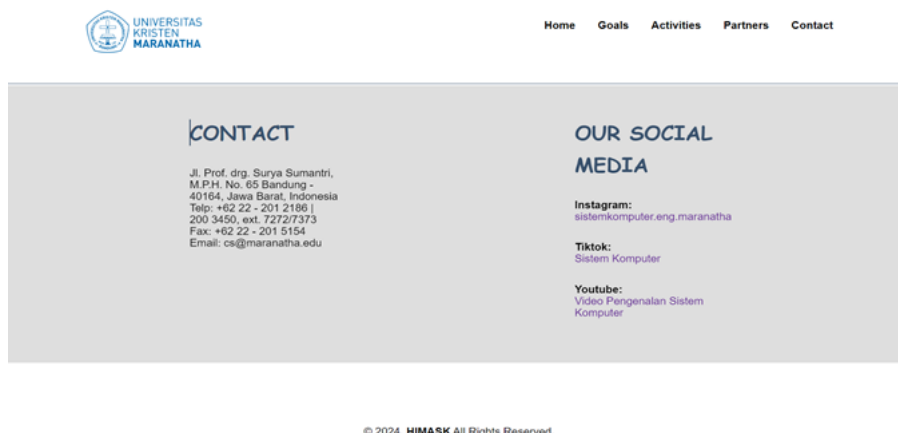 UNIVERSITAS
KRISTEN
MARANATHA
Home Goals Activities Partners Contact
CONTACT
Jl. Prof. drg. Surya Sumantri,
M.P.H. No. 65 Bandung -
40164, Jawa Barat, Indonesia
Telp: +62 22 - 201 2186 |
200 3450, ext. 7272/7373
Fax: +62 22 - 201 5154
Email: cs@maranatha.edu
OUR SOCIAL
MEDIA
Instagram:
sistemkomputer.eng.maranatha
Tiktok:
Sistem Komputer
Youtube:
Video Pengenalan Sistem
Komputer
© 2024, HIMASK All Rights Reserved